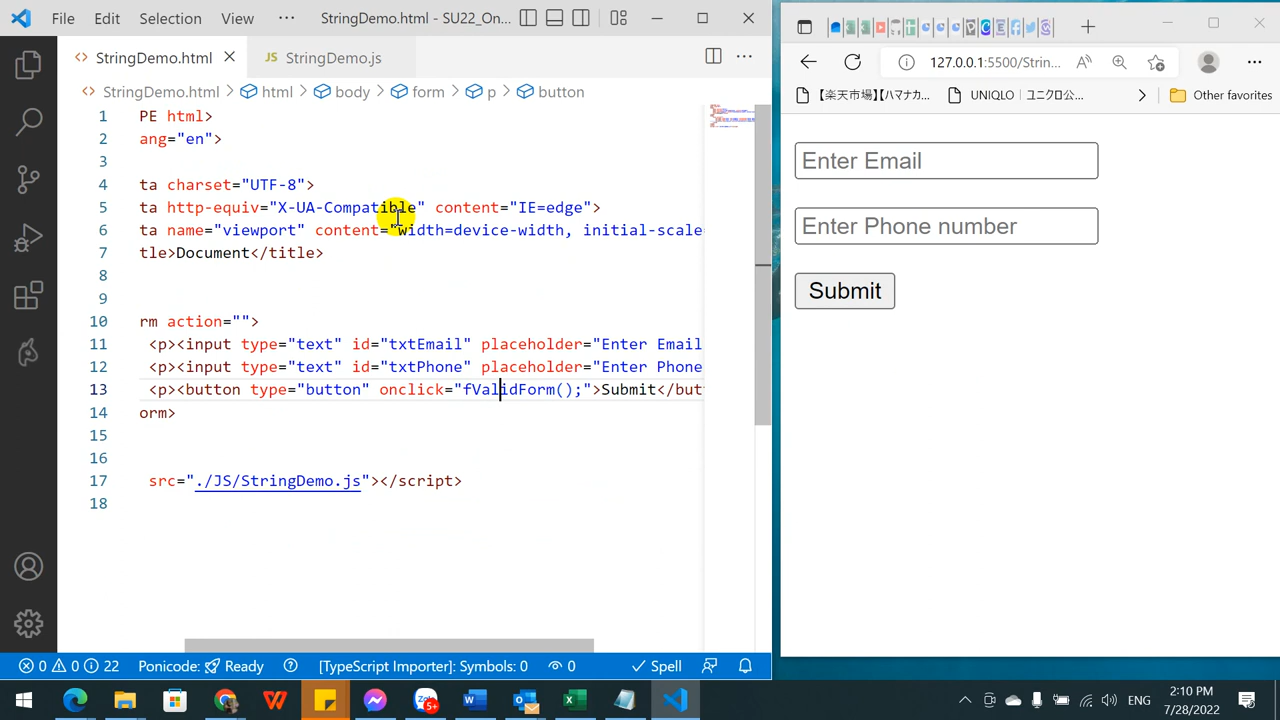 File Edit Selection View ··· StringDemo.html - SU22_On...
<> StringDemo.html × JS StringDemo.js
<> StringDemo.html > html > body > form > p > button
1 PE html>
2 ang="en">
3
4 ta charset="UTF-8">
5 ta http-equiv="X-UA-Compatible" content="IE=edge">
6 ta name="viewport" content="width=device-width, initial-scale
7 tle>Document</title>
8
9
10 rm action="">
11 <p><input type="text" id="txtEmail" placeholder="Enter Email
12 <p><input type="text" id="txtPhone" placeholder="Enter Phone
13 <p><button type="button" onclick="fValidForm();">Submit</but
14 orm>
15
16
17 src="./JS/StringDemo.js"></script>
18
0 0 22 Ponicode: Ready [TypeScript Importer]: Symbols: 0 0 Spell
127.0.0.1:5500/Strin...
【楽天市場】【ハマナカ... UNIQLO | ユニクロ公... Other favorites
Enter Email
Enter Phone number
Submit
5+
ENG
2:10 PM
7/28/2022